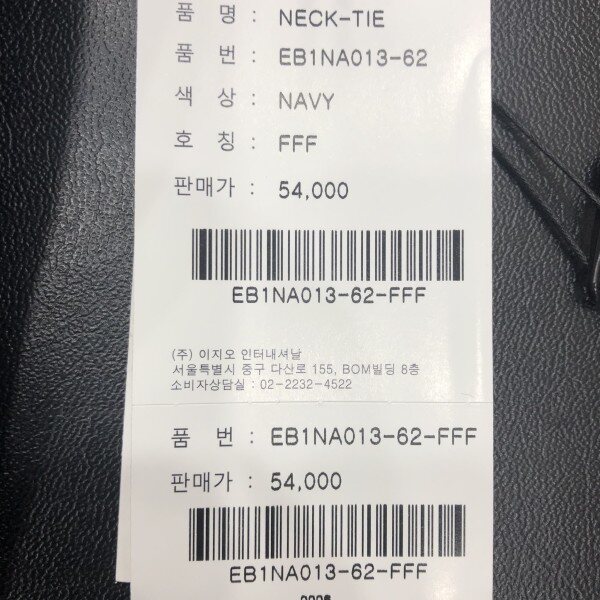 품 명 : NECK-TIE
품 번 : EB1NA013-62
색 상 : NAVY
호 칭 : FFF
판매가 : 54,000
EB1NA013-62-FFF
(주) 이지오 인터내셔날
서울특별시 중구 다산로 155, BOM빌딩 8층
소비자상담실 : 02-2232-4522
품 번 : EB1NA013-62-FFF
판매가 : 54,000
EB1NA013-62-FFF